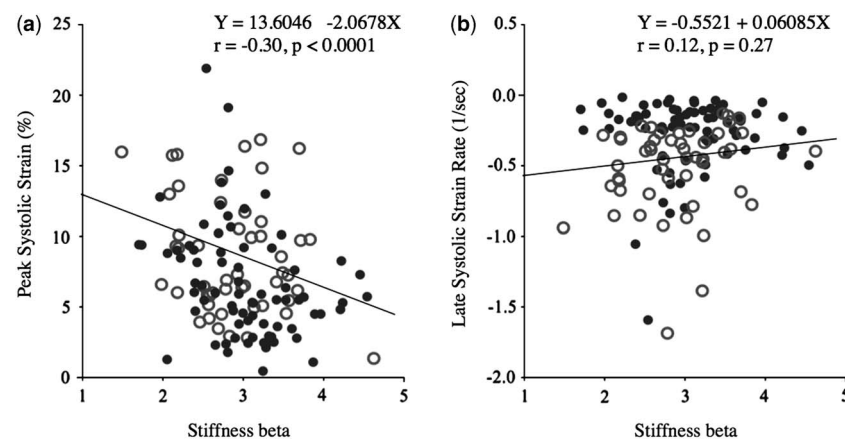 (a)
Y = 13.6046 -2.0678X
r = -0.30, p < 0.0001
25
20
15
10
5
0
Peak Systolic Strain (%)
1 2 3 4 5
Stiffness beta
(b)
Y = -0.5521 + 0.06085X
r = 0.12, p = 0.27
0.5
0.0
-0.5
-1.0
-1.5
-2.0
Late Systolic Strain Rate (1/sec)
1 2 3 4 5
Stiffness beta